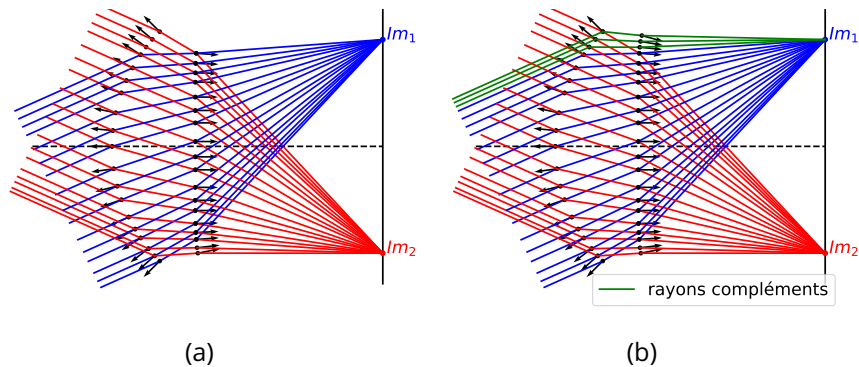 Im₁
Im₂
(a)
Im₁
Im₂
rayons compléments
(b)